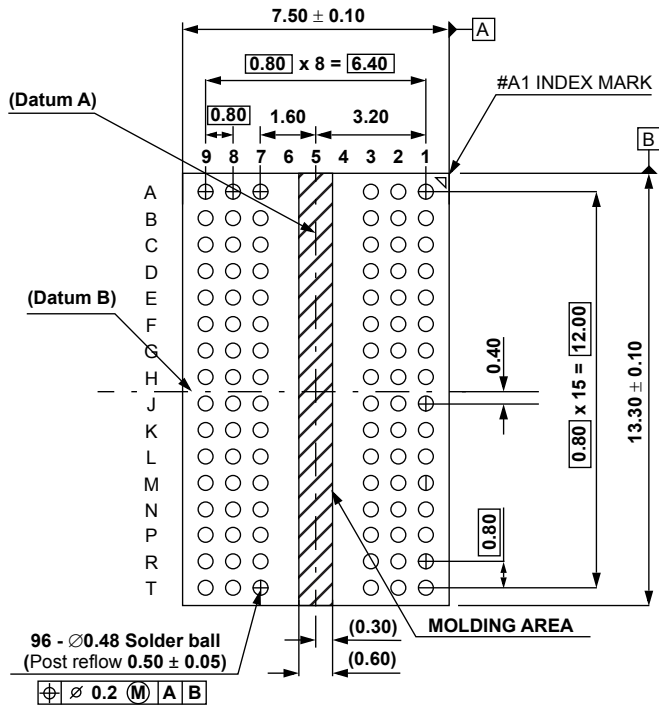 7.50 ± 0.10
A
0.80 x 8 = 6.40
#A1 INDEX MARK
(Datum A)
0.80
1.60
3.20
B
9 8 7 6 5 4 3 2 1
A
B
C
D
E
(Datum B)
F
G
H
J
K
L
M
N
P
R
T
0.40
0.80
0.80 x 15 = 12.00
13.30 ± 0.10
MOLDING AREA
(0.30)
(0.60)
96 - ∅0.48 Solder ball
(Post reflow 0.50 ± 0.05)
⌖ ∅ 0.2 Ⓜ A B